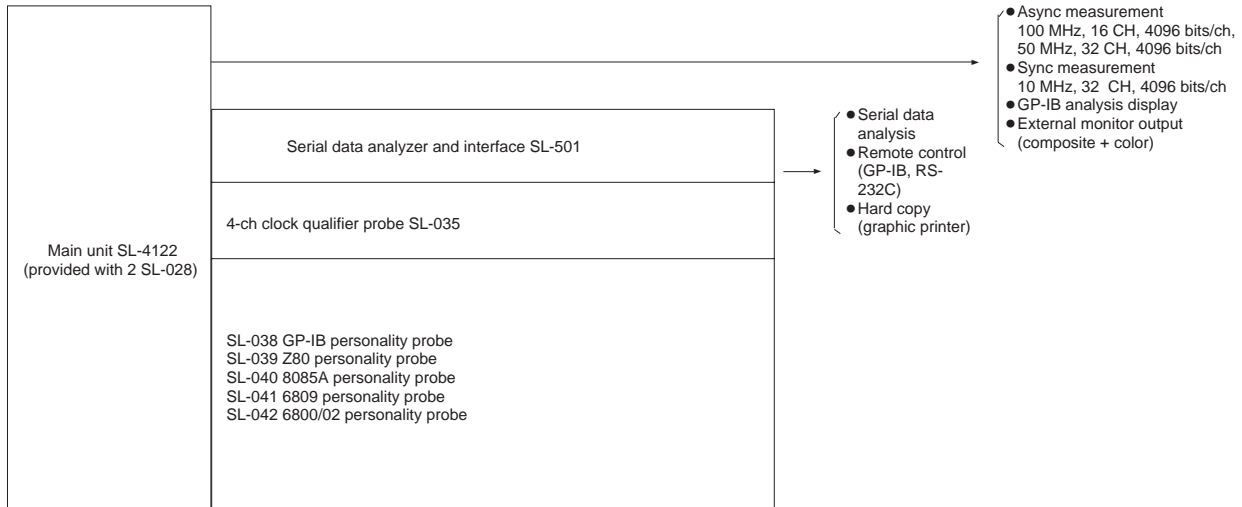 Main unit SL-4122
(provided with 2 SL-028)
Serial data analyzer and interface SL-501
4-ch clock qualifier probe SL-035
SL-038 GP-IB personality probe
SL-039 Z80 personality probe
SL-040 8085A personality probe
SL-041 6809 personality probe
SL-042 6800/02 personality probe
● Serial data
analysis
● Remote control
(GP-IB, RS-
232C)
● Hard copy
(graphic printer)
● Async measurement
100 MHz, 16 CH, 4096 bits/ch,
50 MHz, 32 CH, 4096 bits/ch
● Sync measurement
10 MHz, 32 CH, 4096 bits/ch
● GP-IB analysis display
● External monitor output
(composite + color)